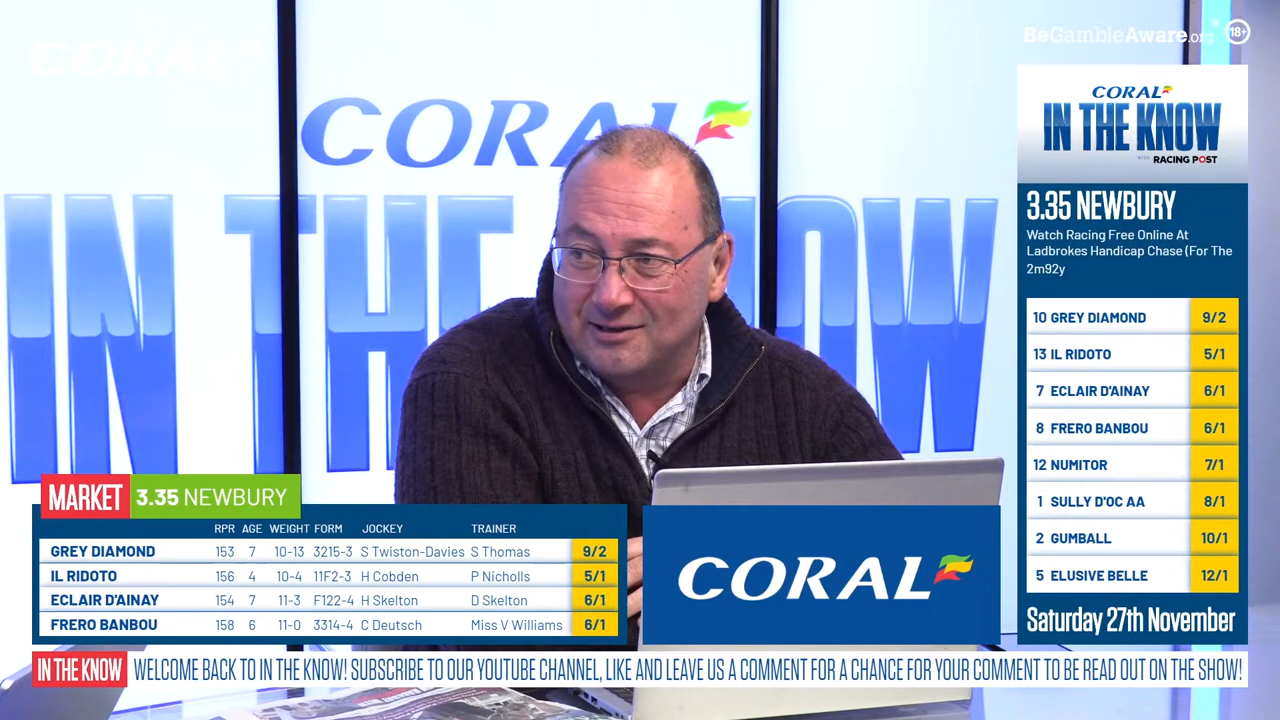 CORAL
BeGambleAware.org 18+
CORAL
IN THE KNOW
CORAL
IN THE KNOW
WITH RACING POST
3.35 NEWBURY
Watch Racing Free Online At
Ladbrokes Handicap Chase (For The
2m92y
10 GREY DIAMOND 9/2
13 IL RIDOTO 5/1
7 ECLAIR D'AINAY 6/1
8 FRERO BANBOU 6/1
12 NUMITOR 7/1
1 SULLY D'OC AA 8/1
2 GUMBALL 10/1
5 ELUSIVE BELLE 12/1
Saturday 27th November
MARKET 3.35 NEWBURY
RPR AGE WEIGHT FORM JOCKEY TRAINER
GREY DIAMOND 153 7 10-13 3215-3 S Twiston-Davies S Thomas 9/2
IL RIDOTO 156 4 10-4 11F2-3 H Cobden P Nicholls 5/1
ECLAIR D'AINAY 154 7 11-3 F122-4 H Skelton D Skelton 6/1
FRERO BANBOU 158 6 11-0 3314-4 C Deutsch Miss V Williams 6/1
CORAL
IN THE KNOW WELCOME BACK TO IN THE KNOW! SUBSCRIBE TO OUR YOUTUBE CHANNEL, LIKE AND LEAVE US A COMMENT FOR A CHANCE FOR YOUR COMMENT TO BE READ OUT ON THE SHOW!